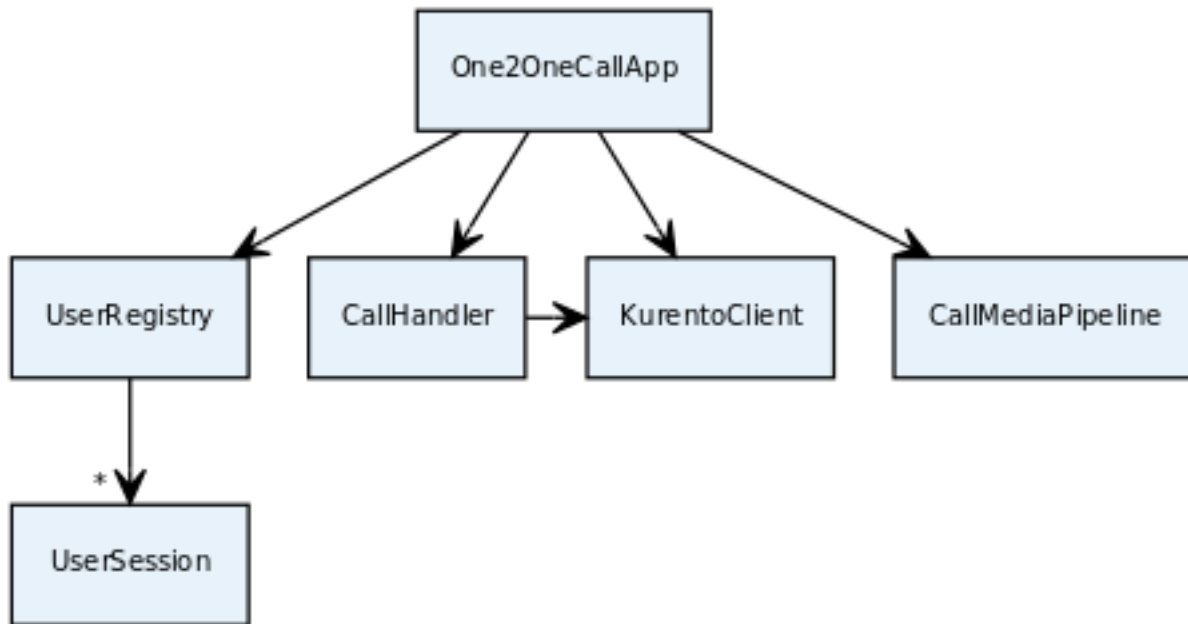 One2OneCallApp
UserRegistry
CallHandler
KurentoClient
CallMediaPipeline
*
UserSession